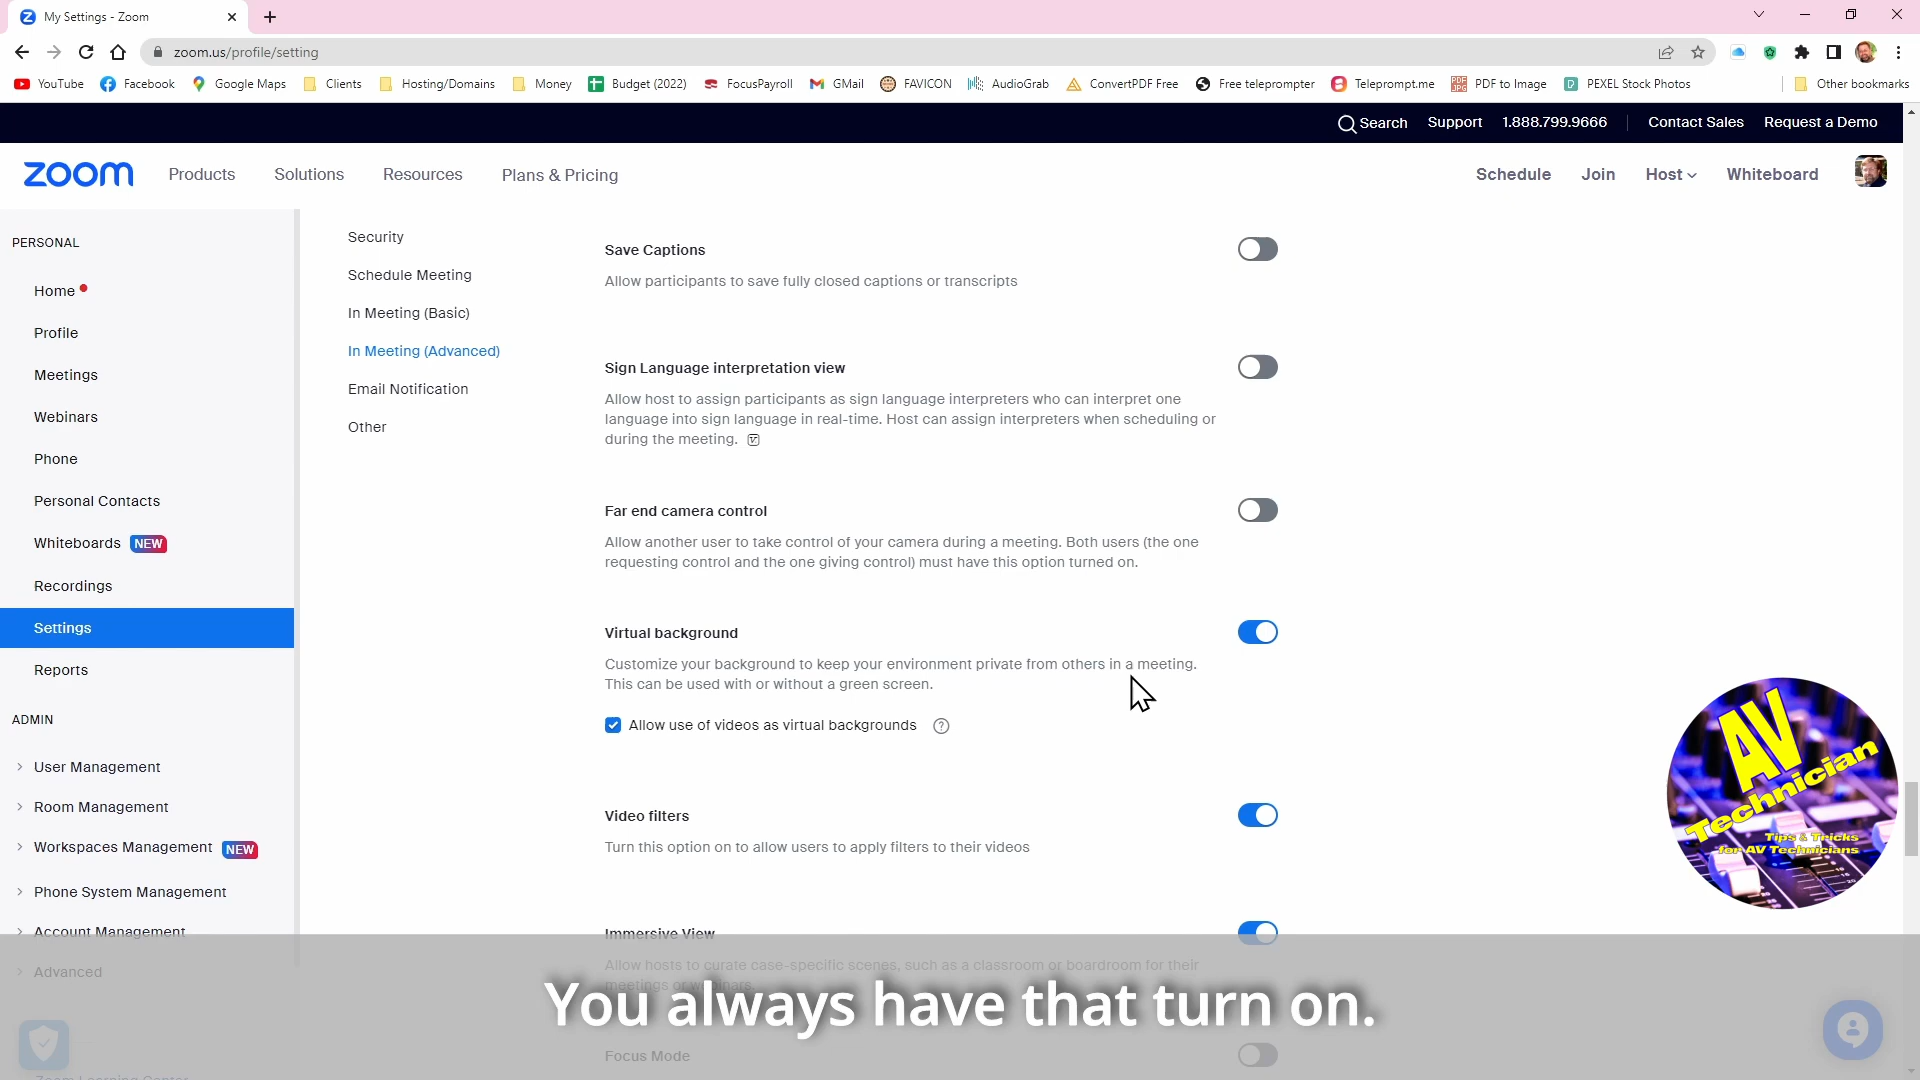 My Settings - Zoom
zoom.us/profile/setting
YouTube Facebook Google Maps Clients Hosting/Domains Money Budget (2022) FocusPayroll GMail FAVICON AudioGrab ConvertPDF Free Free teleprompter Teleprompt.me PDF to Image PEXEL Stock Photos Other bookmarks
Search Support 1.888.799.9666 Contact Sales Request a Demo
zoom Products Solutions Resources Plans & Pricing Schedule Join Host Whiteboard
PERSONAL
Home
Profile
Meetings
Webinars
Phone
Personal Contacts
Whiteboards NEW
Recordings
Settings
Reports
ADMIN
User Management
Room Management
Workspaces Management NEW
Phone System Management
Account Management
Advanced
Zoom Learning Center
Security
Schedule Meeting
In Meeting (Basic)
In Meeting (Advanced)
Email Notification
Other
Save Captions
Allow participants to save fully closed captions or transcripts
Sign Language interpretation view
Allow host to assign participants as sign language interpreters who can interpret one
language into sign language in real-time. Host can assign interpreters when scheduling or
during the meeting.
Far end camera control
Allow another user to take control of your camera during a meeting. Both users (the one
requesting control and the one giving control) must have this option turned on.
Virtual background
Customize your background to keep your environment private from others in a meeting.
This can be used with or without a green screen.
Allow use of videos as virtual backgrounds
Video filters
Turn this option on to allow users to apply filters to their videos
Immersive View
Allow hosts to curate case-specific scenes, such as a classroom or boardroom for their
meetings or webinars.
Focus Mode
AV
Technician
Tips & Tricks
for AV Technicians
You always have that turn on.